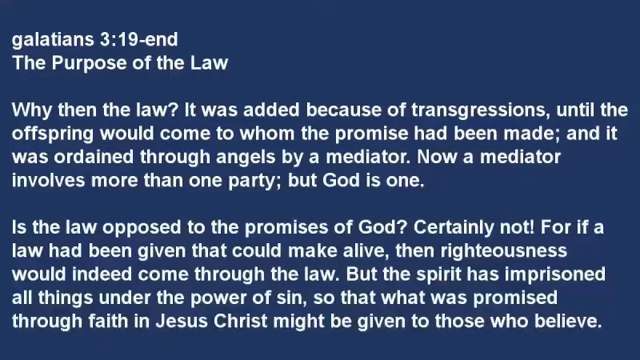 galatians 3:19-end
The Purpose of the Law
Why then the law? It was added because of transgressions, until the
offspring would come to whom the promise had been made; and it
was ordained through angels by a mediator. Now a mediator
involves more than one party; but God is one.
Is the law opposed to the promises of God? Certainly not! For if a
law had been given that could make alive, then righteousness
would indeed come through the law. But the spirit has imprisoned
all things under the power of sin, so that what was promised
through faith in Jesus Christ might be given to those who believe.